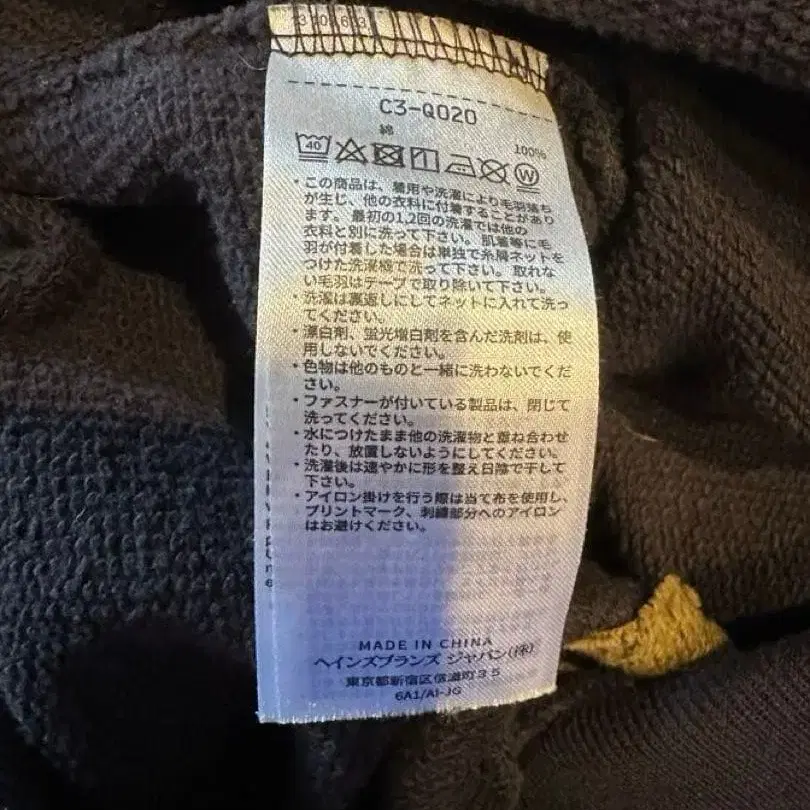 C3-Q020
綿
100%
40
W
・この商品は、着用や洗濯により毛羽落ち
が生じ、他の衣料に付着することがあり
ます。最初の1,2回の洗濯では他の
衣料と別に洗って下さい。肌着等に毛
羽が付着した場合は単独で糸屑ネットを
つけた洗濯機で洗って下さい。取れな
い毛羽はテープで取り除いて下さい。
・洗濯は裏返しにしてネットに入れて洗っ
てください。
・漂白剤、蛍光増白剤を含んだ洗剤は、使
用しないでください。
・色物は他のものと一緒に洗わないでくだ
さい。
・ファスナーが付いている製品は、閉じて
洗ってください。
・水につけたまま他の洗濯物と重ね合わせ
たり、放置しないようにしてください。
・洗濯後は速やかに形を整え日陰で干して
下さい。
・アイロン掛けを行う際は当て布を使用し、
プリントマーク、刺繍部分へのアイロン
はお避けください。
MADE IN CHINA
ヘインズブランズ ジャパン(株)
東京都新宿区信濃町35
6A1/AI-JG